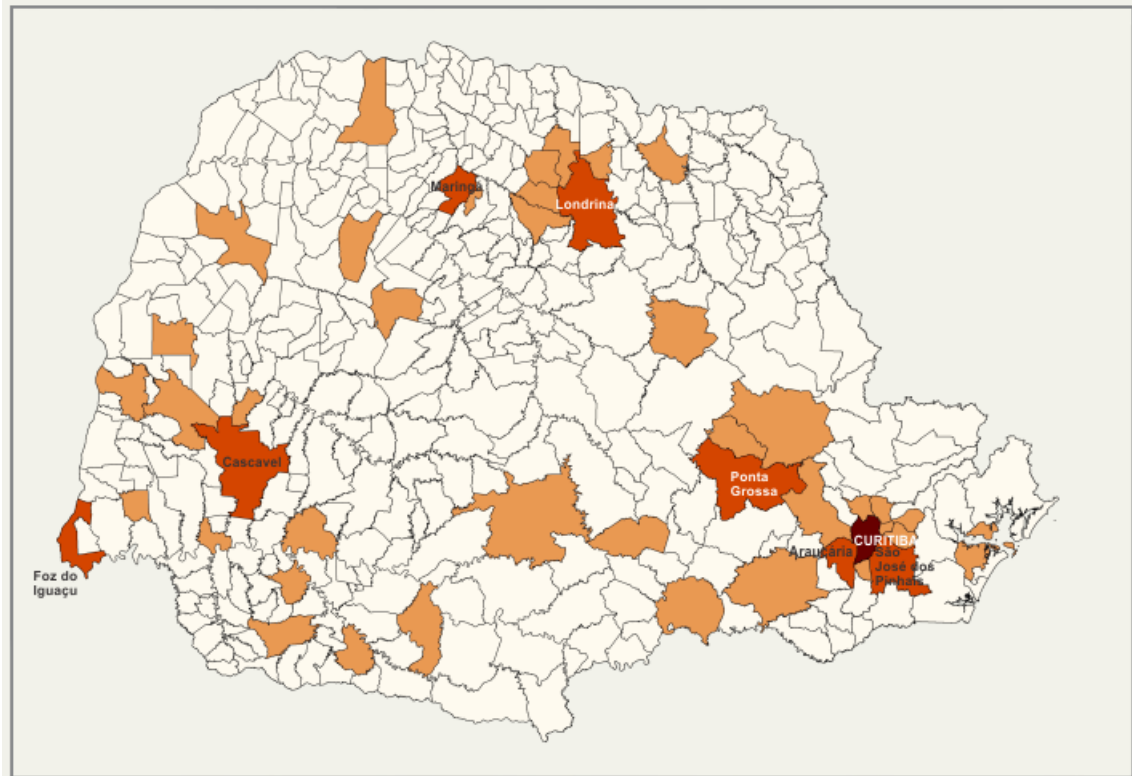 Maringá
Londrina
Cascavel
Ponta
Grossa
CURITIBA
Araucária
São
José dos
Pinhais
Foz do
Iguaçu